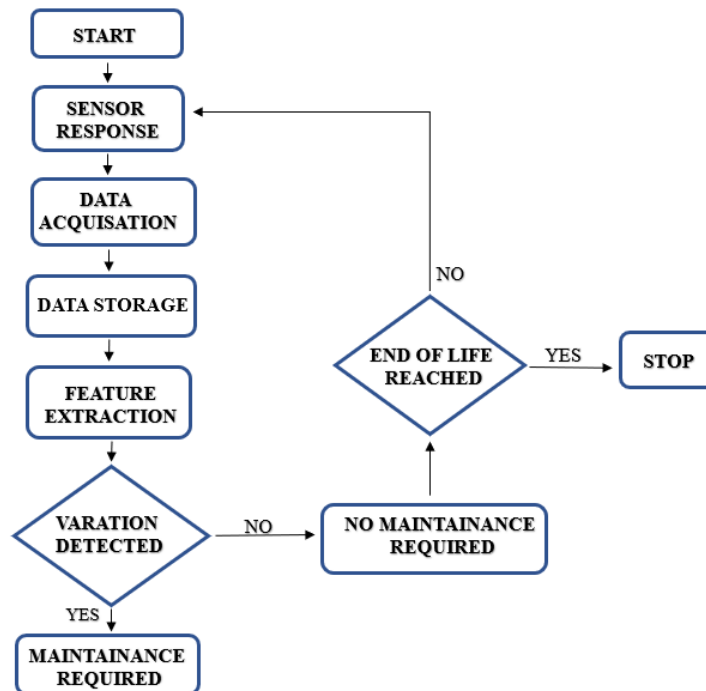 START
SENSOR
RESPONSE
DATA
ACQUISATION
DATA STORAGE
FEATURE
EXTRACTION
VARATION
DETECTED
YES
MAINTAINANCE
REQUIRED
NO
NO MAINTAINANCE
REQUIRED
END OF LIFE
REACHED
NO
YES
STOP